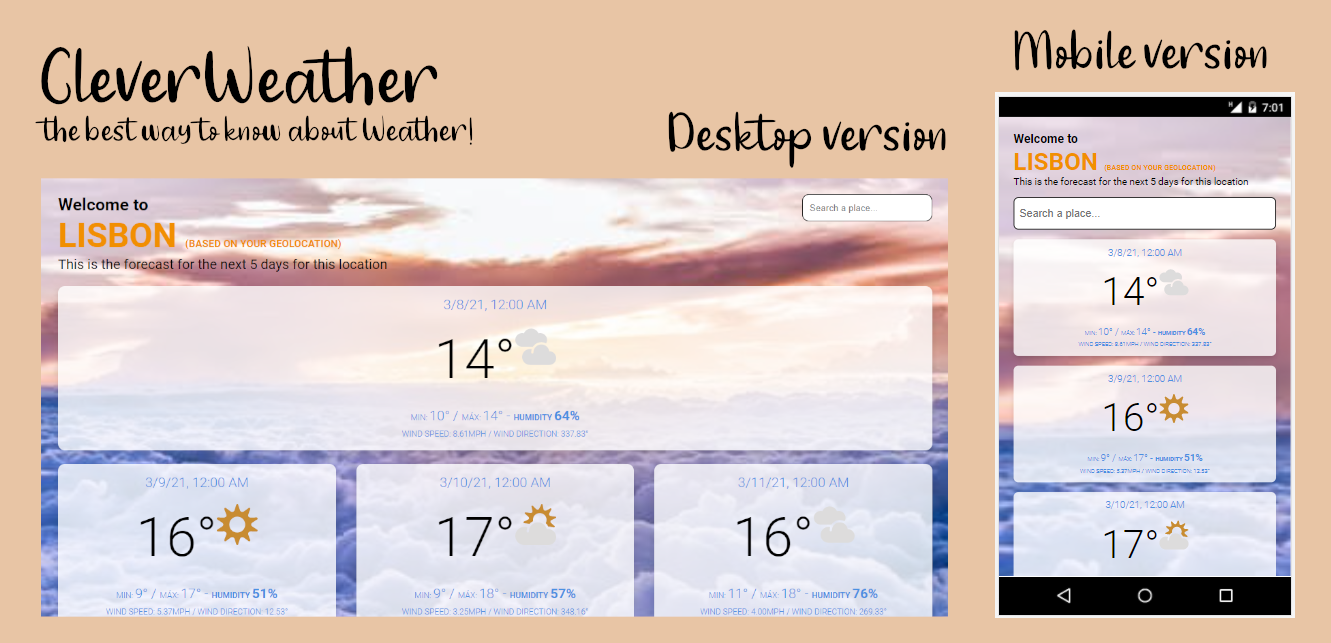 CleverWeather
the best way to know about Weather!
Desktop version
Welcome to
LISBON (BASED ON YOUR GEOLOCATION)
This is the forecast for the next 5 days for this location
Search a place...
3/8/21, 12:00 AM
14°
MIN: 10° / MÁX: 14° - HUMIDITY 64%
WIND SPEED: 8.61MPH / WIND DIRECTION: 337.83°
3/9/21, 12:00 AM
16°
MIN: 9° / MÁX: 17° - HUMIDITY 51%
WIND SPEED: 5.37MPH / WIND DIRECTION: 12.53°
3/10/21, 12:00 AM
17°
MIN: 9° / MÁX: 18° - HUMIDITY 57%
WIND SPEED: 3.25MPH / WIND DIRECTION: 348.16°
3/11/21, 12:00 AM
16°
MIN: 11° / MÁX: 18° - HUMIDITY 76%
WIND SPEED: 4.00MPH / WIND DIRECTION: 269.83°
Mobile version
H 7:01
Welcome to
LISBON (BASED ON YOUR GEOLOCATION)
This is the forecast for the next 5 days for this location
Search a place...
3/8/21, 12:00 AM
14°
MIN: 10° / MÁX: 14° - HUMIDITY 64%
WIND SPEED: 8.61MPH / WIND DIRECTION: 337.83°
3/9/21, 12:00 AM
16°
MIN: 9° / MÁX: 17° - HUMIDITY 51%
WIND SPEED: 5.37MPH / WIND DIRECTION: 12.53°
3/10/21, 12:00 AM
17°